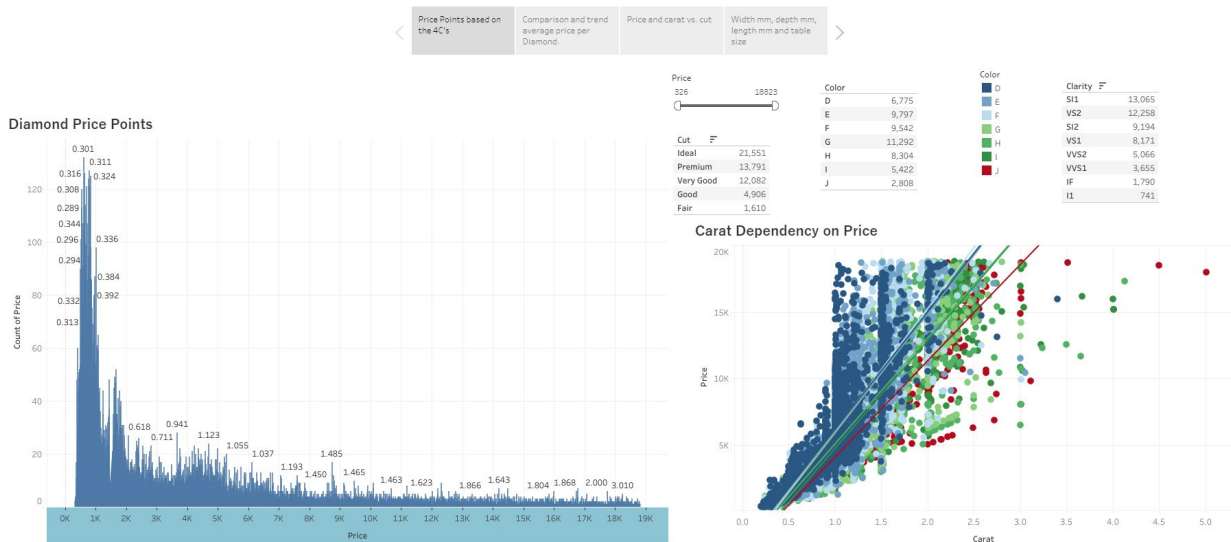 Price Points based on
the 4C's
Comparison and trend
average price per
Diamond.
Price and carat vs. cut
Width mm, depth mm,
length mm and table
size
Price
326 18823
Cut
Ideal 21,551
Premium 13,791
Very Good 12,082
Good 4,906
Fair 1,610
Color
D 6,775
E 9,797
F 9,542
G 11,292
H 8,304
I 5,422
J 2,808
Color
D
E
F
G
H
I
J
Clarity
SI1 13,065
VS2 12,258
SI2 9,194
VS1 8,171
VVS2 5,066
VVS1 3,655
IF 1,790
I1 741
Diamond Price Points
Count of Price
120
100
80
60
40
20
0
0.301
0.311
0.316
0.324
0.308
0.289
0.344
0.296
0.336
0.294
0.384
0.392
0.332
0.313
0.618
0.711
0.941
1.123
1.055
1.037
1.193
1.450
1.485
1.465
1.463
1.623
1.866
1.643
1.804
1.868
2.000
3.010
0K 1K 2K 3K 4K 5K 6K 7K 8K 9K 10K 11K 12K 13K 14K 15K 16K 17K 18K 19K
Price
Carat Dependency on Price
Price
20K
15K
10K
5K
0.0 0.5 1.0 1.5 2.0 2.5 3.0 3.5 4.0 4.5 5.0
Carat